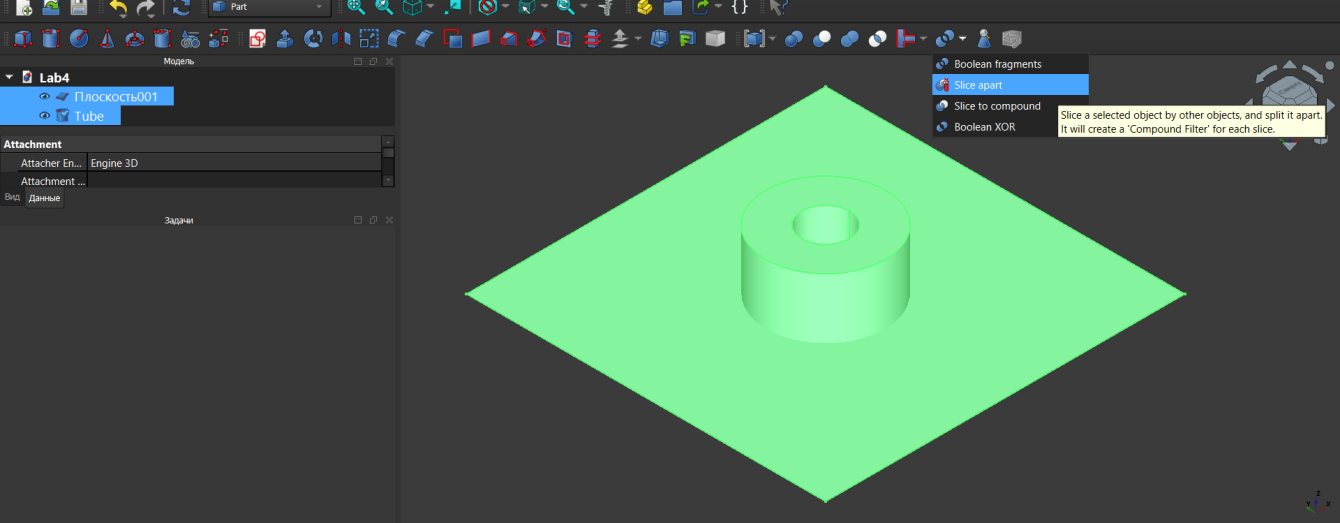 Part
Модель
Lab4
Плоскость001
Tube
Attachment
Attacher En... Engine 3D
Attachment ...
Вид Данные
Задачи
Boolean fragments
Slice apart
Slice to compound
Boolean XOR
Slice a selected object by other objects, and split it apart.
It will create a 'Compound Filter' for each slice.
Z
Y X